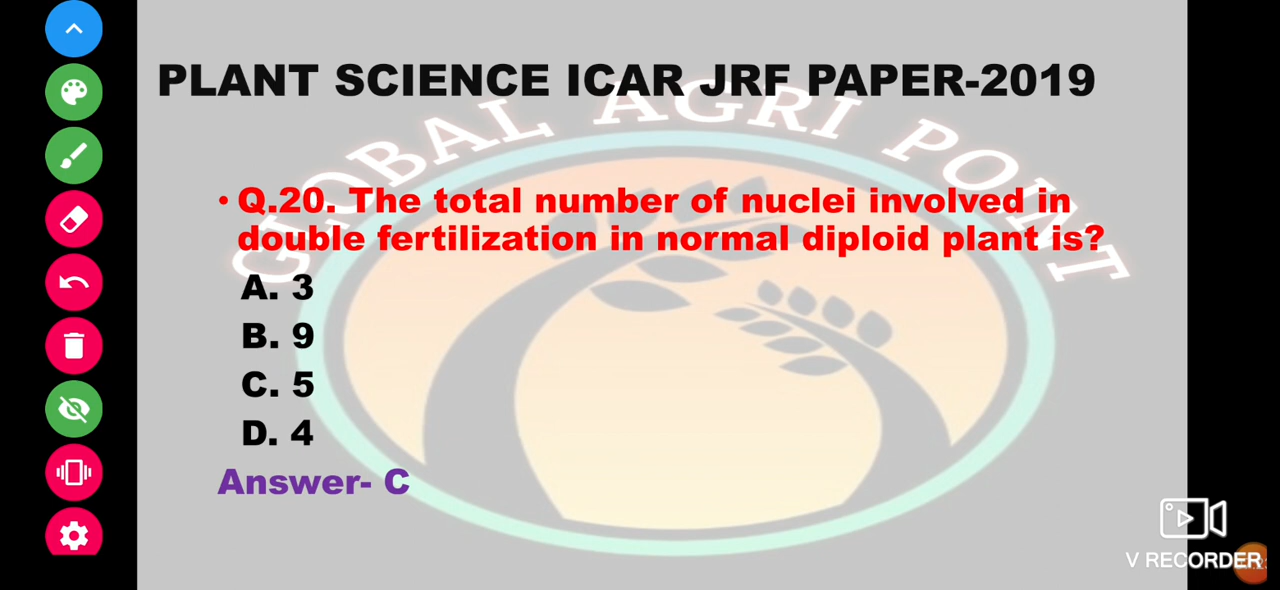 PLANT SCIENCE ICAR JRF PAPER-2019
GLOBAL AGRI POINT
• Q.20. The total number of nuclei involved in
double fertilization in normal diploid plant is?
A. 3
B. 9
C. 5
D. 4
Answer- C
V RECORDER